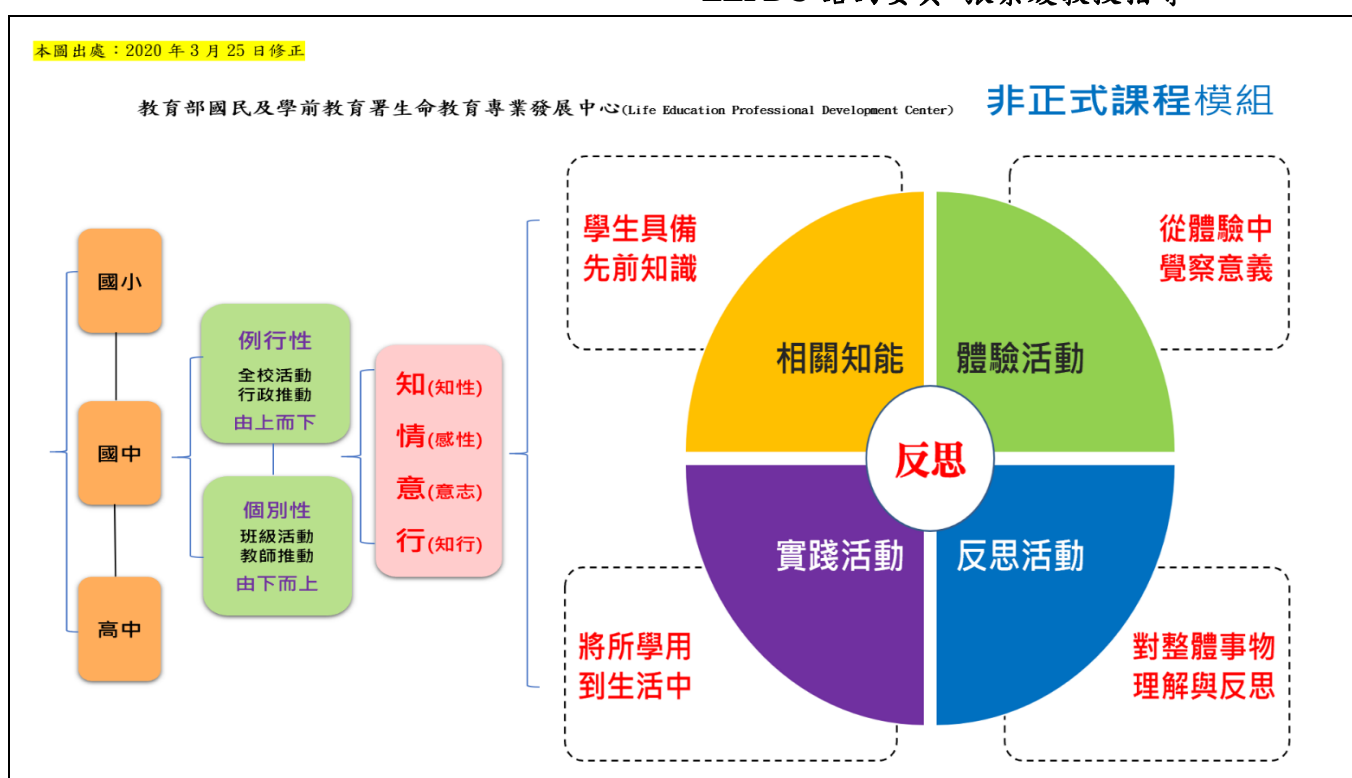 本圖出處：2020 年 3 月 25 日修正
教育部國民及學前教育署生命教育專業發展中心(Life Education Professional Development Center)
非正式課程模組
國小
國中
高中
例行性
全校活動
行政推動
由上而下
個別性
班級活動
教師推動
由下而上
知(知性)
情(感性)
意(意志)
行(知行)
學生具備
先前知識
從體驗中
覺察意義
相關知能
體驗活動
反思
實踐活動
反思活動
將所學用
到生活中
對整體事物
理解與反思